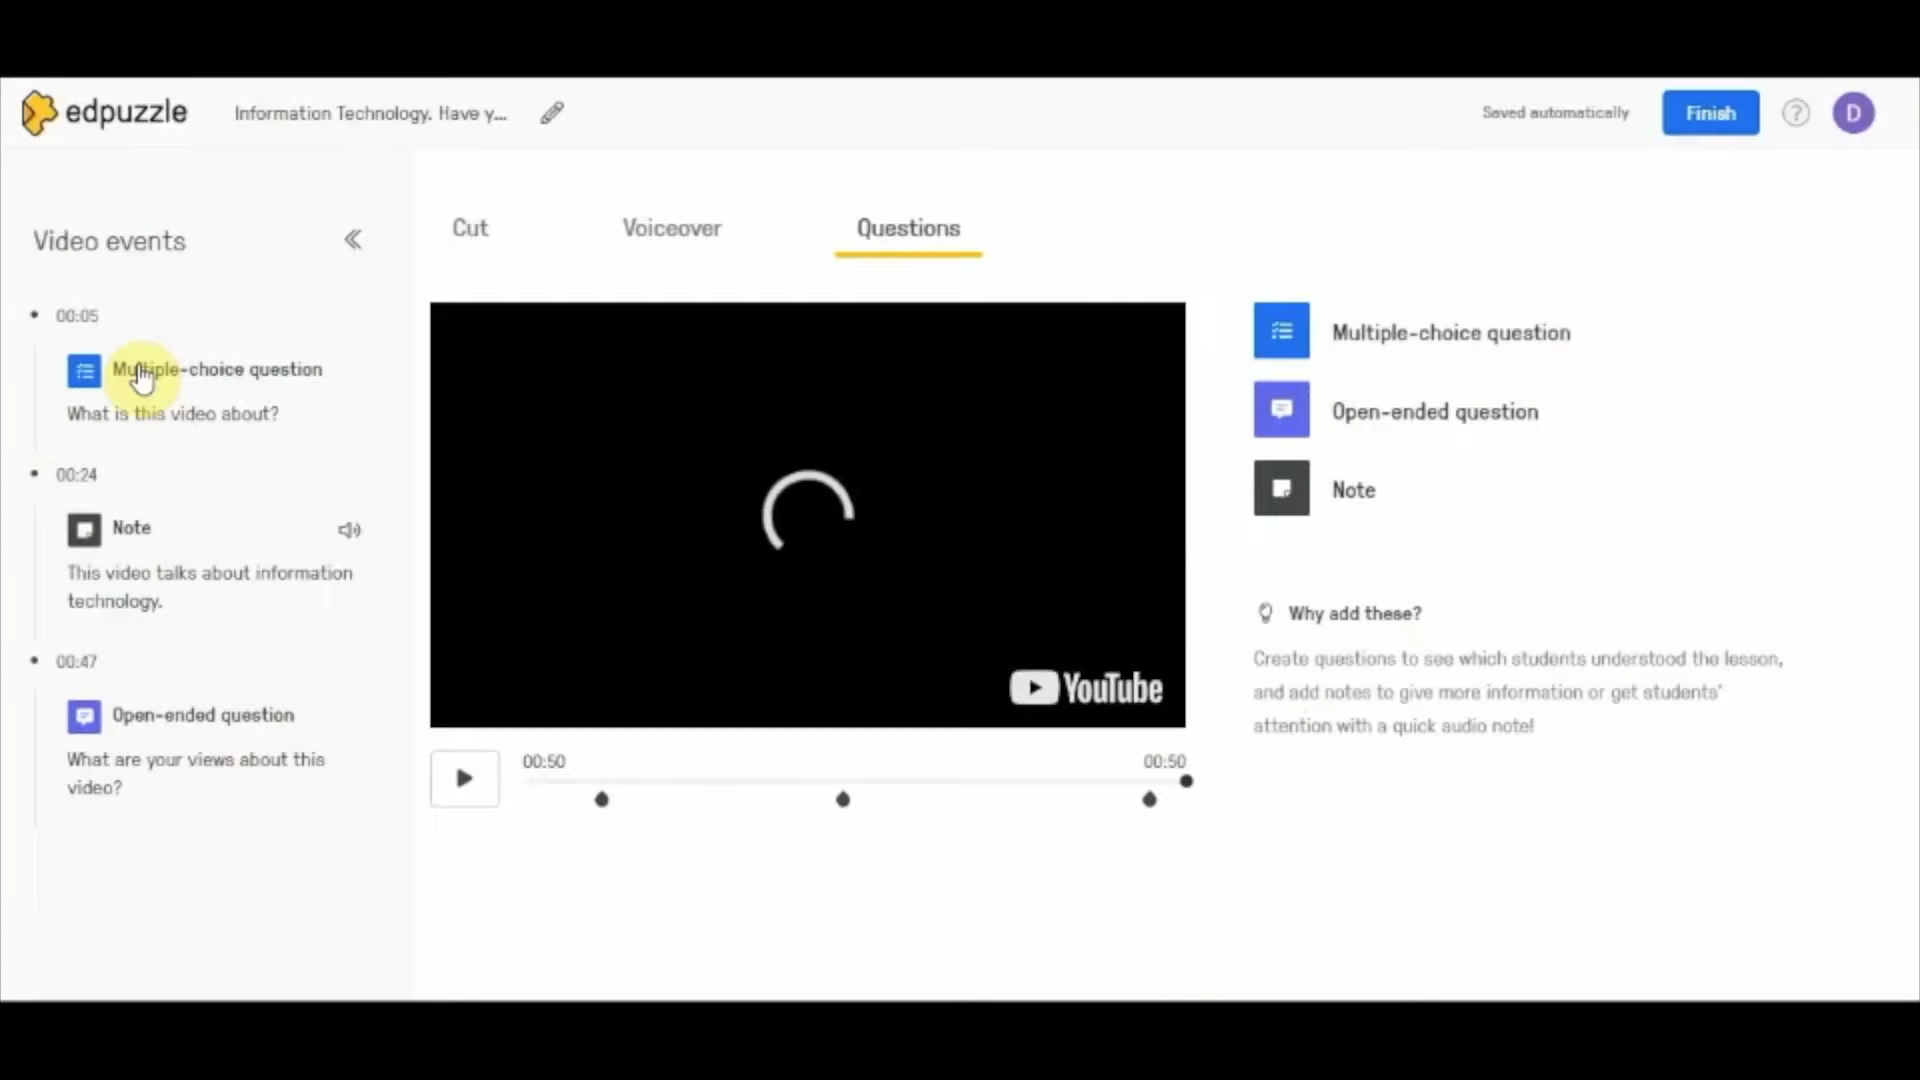 edpuzzle
Information Technology. Have y...
Saved automatically
Finish
?
D
Video events
00:05
Multiple-choice question
What is this video about?
00:24
Note
This video talks about information
technology.
00:47
Open-ended question
What are your views about this
video?
Cut
Voiceover
Questions
YouTube
00:50
00:50
Multiple-choice question
Open-ended question
Note
Why add these?
Create questions to see which students understood the lesson,
and add notes to give more information or get students'
attention with a quick audio note!